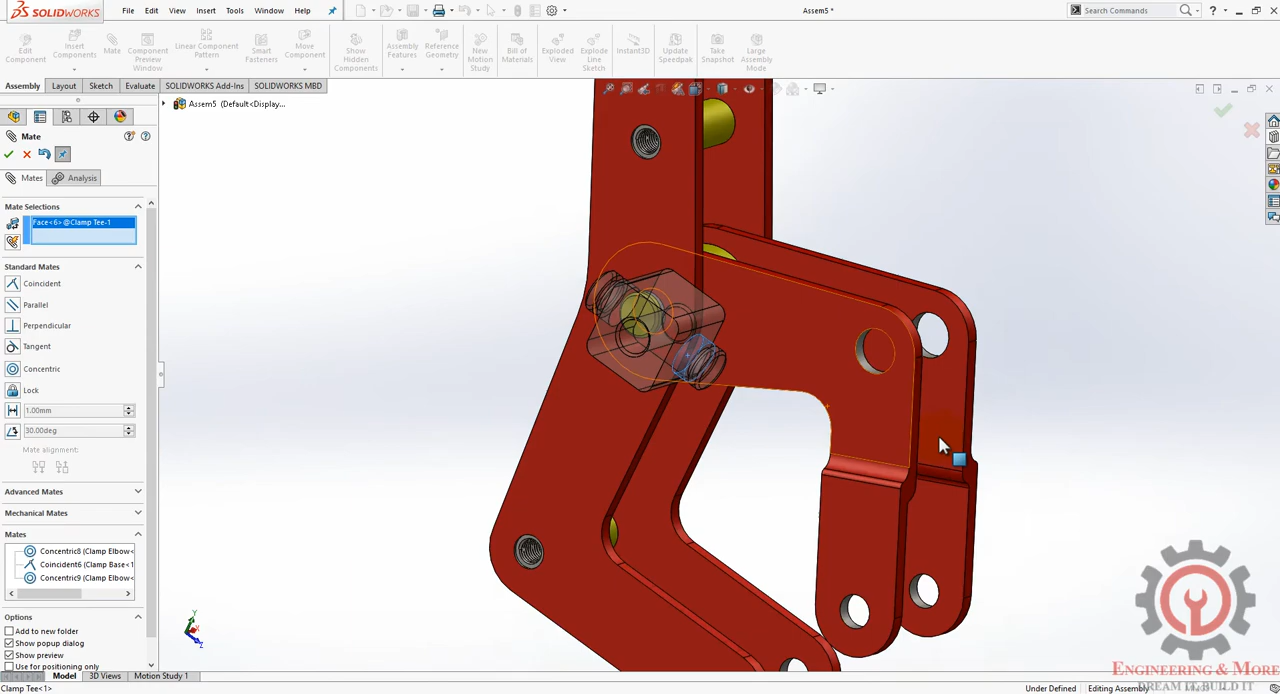 SOLIDWORKS
File Edit View Insert Tools Window Help
Assem5 *
Search Commands
Edit Component
Insert Components
Mate
Component Preview Window
Linear Component Pattern
Smart Fasteners
Move Component
Show Hidden Components
Assembly Features
Reference Geometry
New Motion Study
Bill of Materials
Exploded View
Explode Line Sketch
Instant3D
Update Speedpak
Take Snapshot
Large Assembly Mode
Assembly Layout Sketch Evaluate SOLIDWORKS Add-Ins SOLIDWORKS MBD
Assem5 (Default<Display...
Mate
Mates Analysis
Mate Selections
Face<6>@Clamp Tee-1
Standard Mates
Coincident
Parallel
Perpendicular
Tangent
Concentric
Lock
1.00mm
30.00deg
Mate alignment:
Advanced Mates
Mechanical Mates
Mates
Concentric8 (Clamp Elbow<
Coincident6 (Clamp Base<1
Concentric9 (Clamp Elbow<
Options
Add to new folder
Show popup dialog
Show preview
Use for positioning only
Y
X
Z
Model 3D Views Motion Study 1
Clamp Tee<1>
Under Defined Editing Assembly
ENGINEERING & MORE
DREAM IT, BUILD IT